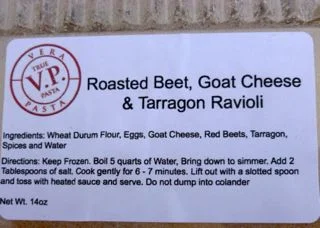 VERA
TRUE
V.P.
PASTA
PASTA
Roasted Beet, Goat Cheese
& Tarragon Ravioli
Ingredients: Wheat Durum Flour, Eggs, Goat Cheese, Red Beets, Tarragon,
Spices and Water
Directions: Keep Frozen. Boil 5 quarts of Water, Bring down to simmer. Add 2
Tablespoons of salt. Cook gently for 6 - 7 minutes. Lift out with a slotted spoon
and toss with heated sauce and serve. Do not dump into colander
Net Wt. 14oz